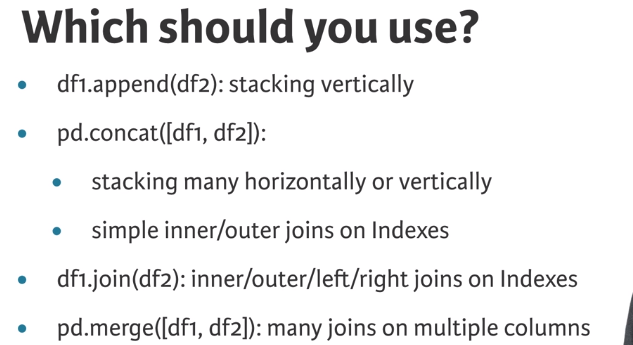 Which should you use?
• df1.append(df2): stacking vertically
• pd.concat([df1, df2]):
• stacking many horizontally or vertically
• simple inner/outer joins on Indexes
• df1.join(df2): inner/outer/left/right joins on Indexes
• pd.merge([df1, df2]): many joins on multiple columns